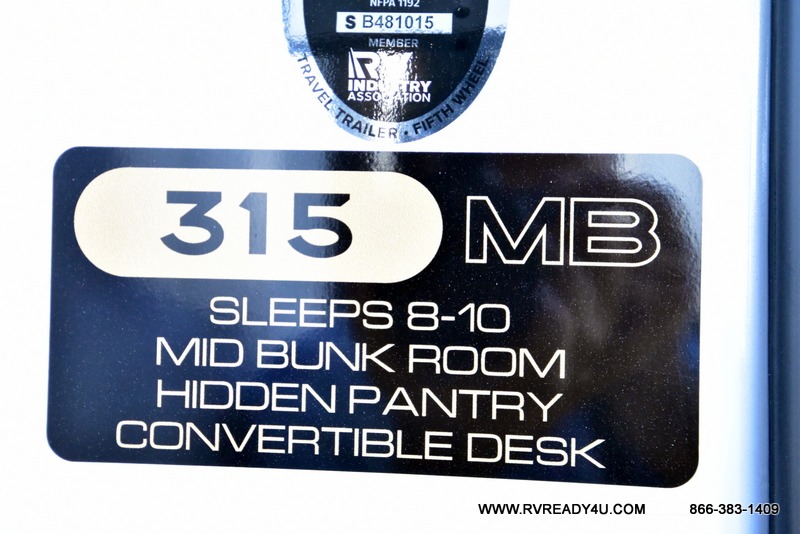 NFPA 1192
S B481015
MEMBER
RV
INDUSTRY
ASSOCIATION
TRAVEL TRAILER • FIFTH WHEEL
315 MB
SLEEPS 8-10
MID BUNK ROOM
HIDDEN PANTRY
CONVERTIBLE DESK
WWW.RVREADY4U.COM 866-383-1409